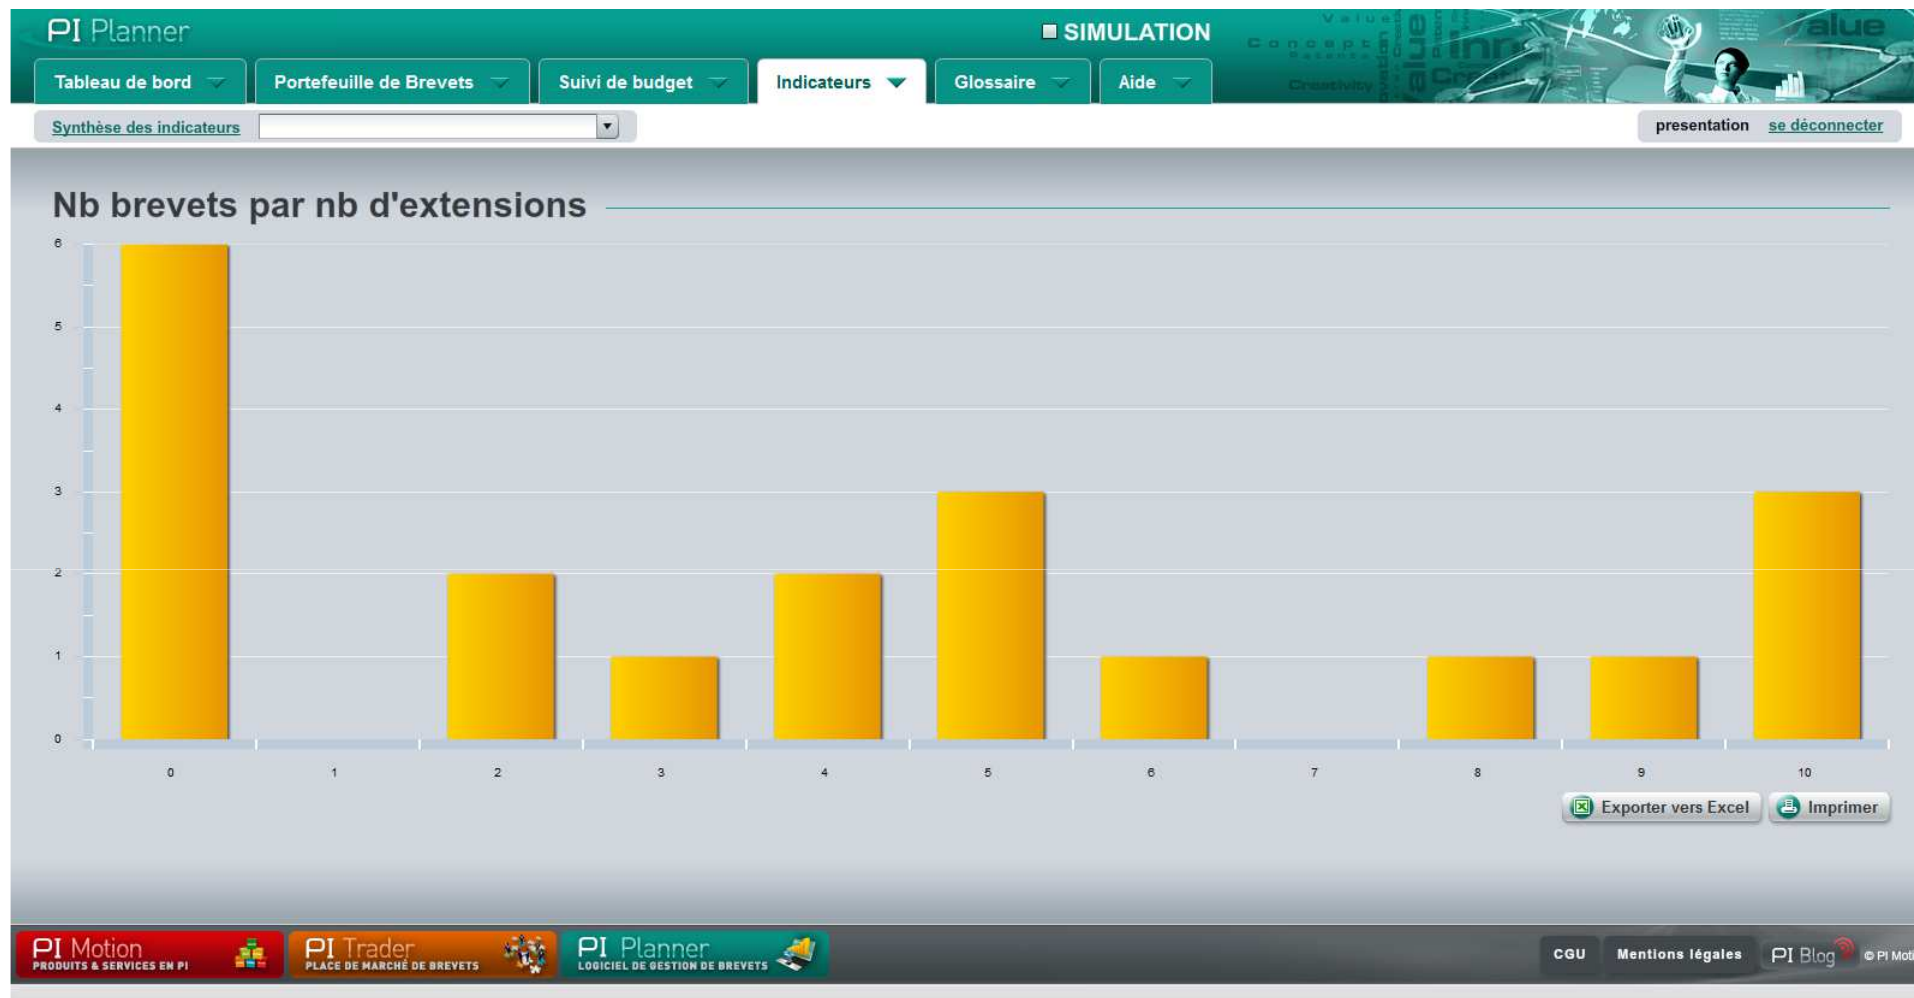 PI Planner
SIMULATION
Tableau de bord
Portefeuille de Brevets
Suivi de budget
Indicateurs
Glossaire
Aide
Synthèse des indicateurs
presentation
se déconnecter
Nb brevets par nb d'extensions
6
5
4
3
2
1
0
0 1 2 3 4 5 6 7 8 9 10
Exporter vers Excel
Imprimer
PI Motion
PRODUITS & SERVICES EN PI
PI Trader
PLACE DE MARCHÉ DE BREVETS
PI Planner
LOGICIEL DE GESTION DE BREVETS
CGU
Mentions légales
PI Blog
© PI Moti